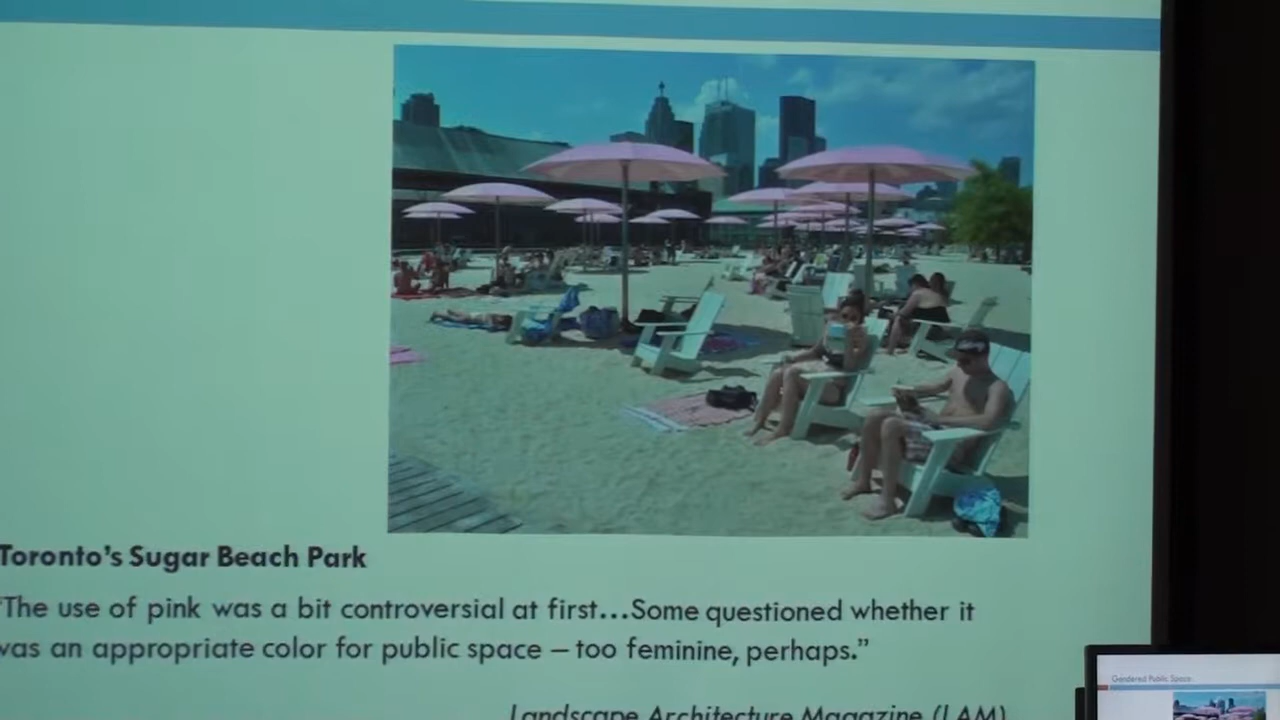 Toronto's Sugar Beach Park
"The use of pink was a bit controversial at first...Some questioned whether it
was an appropriate color for public space – too feminine, perhaps."
Landscape Architecture Magazine (LAM)
Gendered Public Space